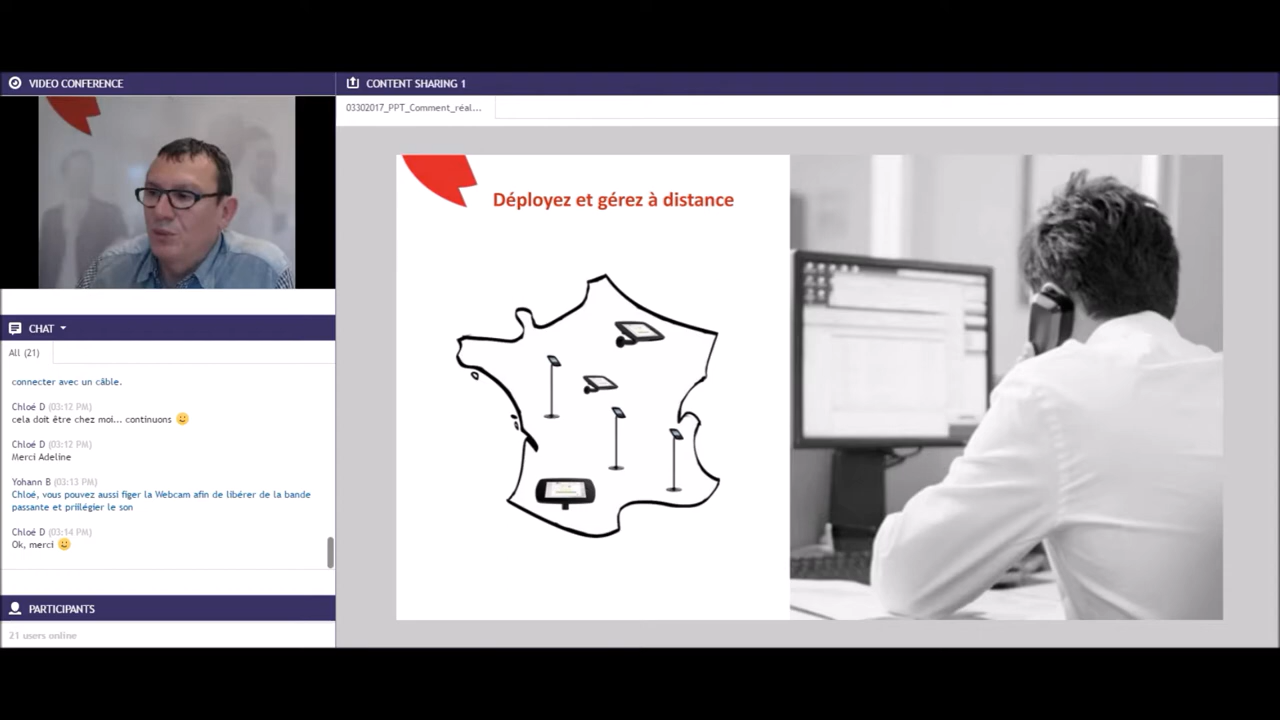 VIDEO CONFERENCE
CONTENT SHARING 1
03302017_PPT_Comment_réal...
Déployez et gérez à distance
CHAT
All (21)
connecter avec un câble.
Chloé D (03:12 PM)
cela doit être chez moi... continuons
Chloé D (03:12 PM)
Merci Adeline
Yohann B (03:13 PM)
Chloé, vous pouvez aussi figer la Webcam afin de libérer de la bande
passante et priilégier le son
Chloé D (03:14 PM)
Ok, merci
PARTICIPANTS
21 users online